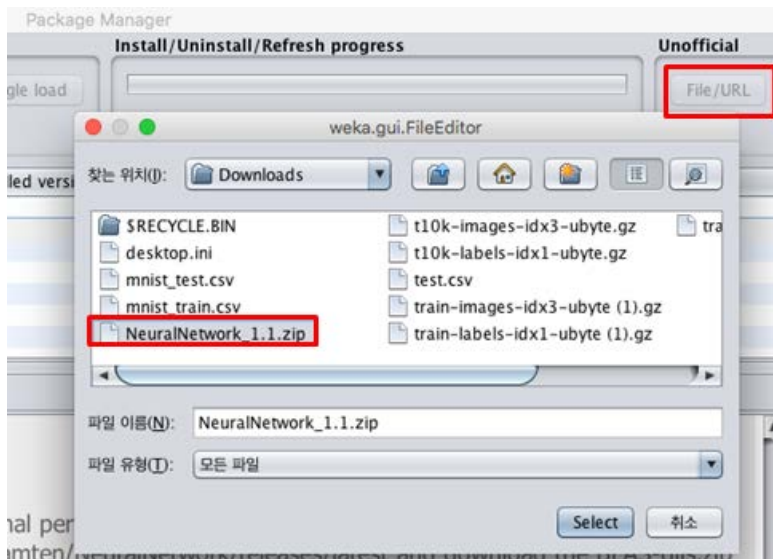 Package Manager
Install/Uninstall/Refresh progress
Unofficial
gle load
File/URL
weka.gui.FileEditor
찾는 위치(I):
Downloads
led versi
$RECYCLE.BIN
t10k-images-idx3-ubyte.gz
tra
desktop.ini
t10k-labels-idx1-ubyte.gz
mnist_test.csv
test.csv
mnist_train.csv
train-images-idx3-ubyte (1).gz
NeuralNetwork_1.1.zip
train-labels-idx1-ubyte (1).gz
파일 이름(N):
NeuralNetwork_1.1.zip
파일 유형(T):
모든 파일
nal per
Select
취소